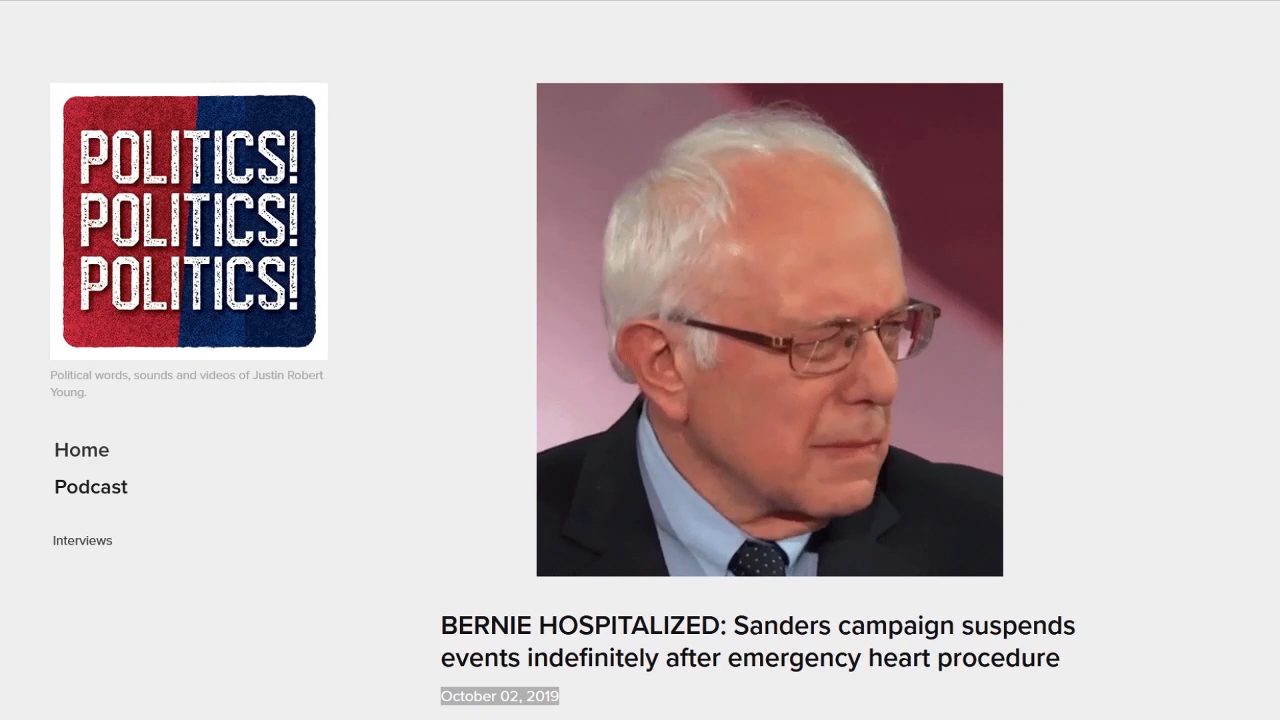 POLITICS!
POLITICS!
POLITICS!
Political words, sounds and videos of Justin Robert
Young.
Home
Podcast
Interviews
BERNIE HOSPITALIZED: Sanders campaign suspends
events indefinitely after emergency heart procedure
October 02, 2019